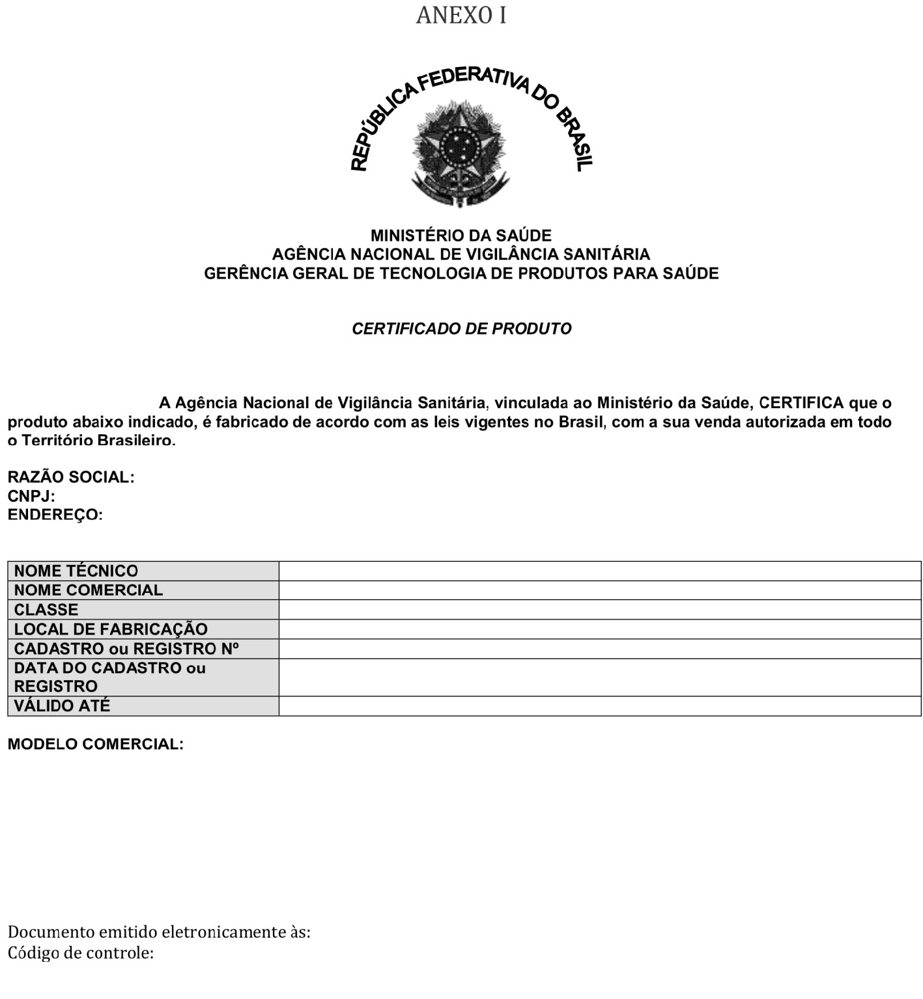 ANEXO I
REPÚBLICA FEDERATIVA DO BRASIL
MINISTÉRIO DA SAÚDE
AGÊNCIA NACIONAL DE VIGILÂNCIA SANITÁRIA
GERÊNCIA GERAL DE TECNOLOGIA DE PRODUTOS PARA SAÚDE
CERTIFICADO DE PRODUTO
A Agência Nacional de Vigilância Sanitária, vinculada ao Ministério da Saúde, CERTIFICA que o
produto abaixo indicado, é fabricado de acordo com as leis vigentes no Brasil, com a sua venda autorizada em todo
o Território Brasileiro.
RAZÃO SOCIAL:
CNPJ:
ENDEREÇO:
NOME TÉCNICO
NOME COMERCIAL
CLASSE
LOCAL DE FABRICAÇÃO
CADASTRO ou REGISTRO Nº
DATA DO CADASTRO ou
REGISTRO
VÁLIDO ATÉ
MODELO COMERCIAL:
Documento emitido eletronicamente às:
Código de controle: